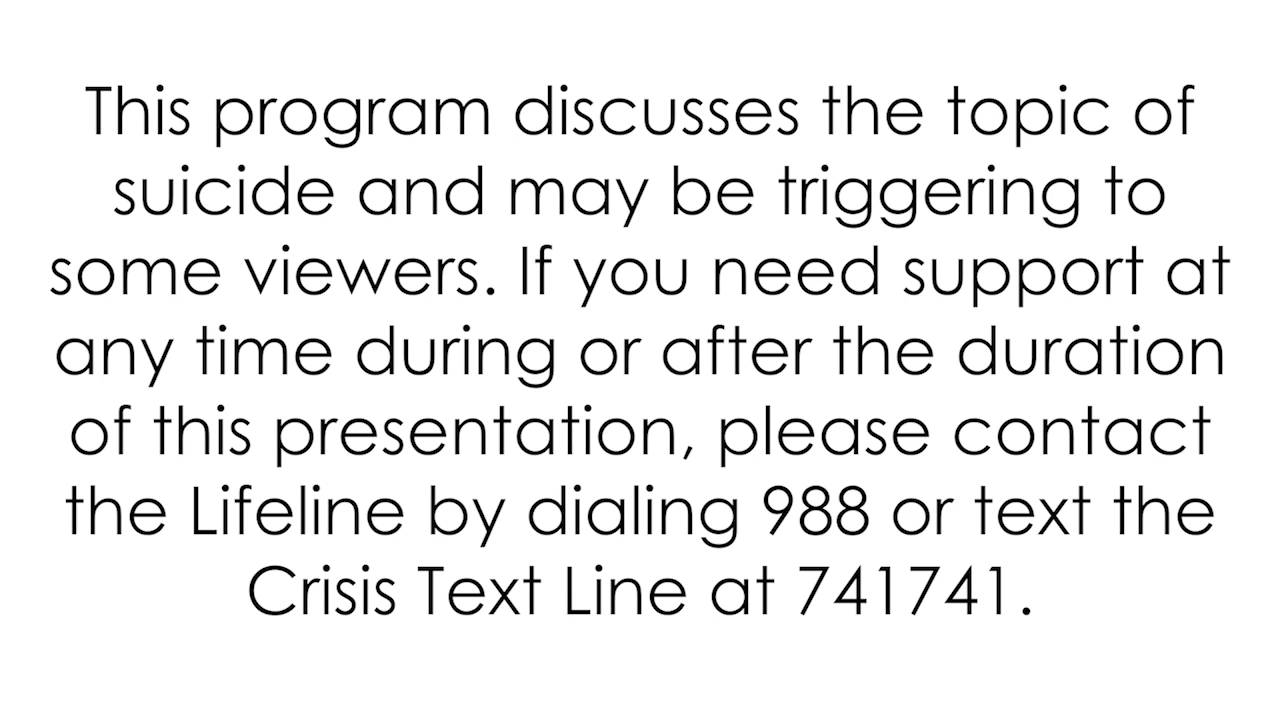 This program discusses the topic of
suicide and may be triggering to
some viewers. If you need support at
any time during or after the duration
of this presentation, please contact
the Lifeline by dialing 988 or text the
Crisis Text Line at 741741.